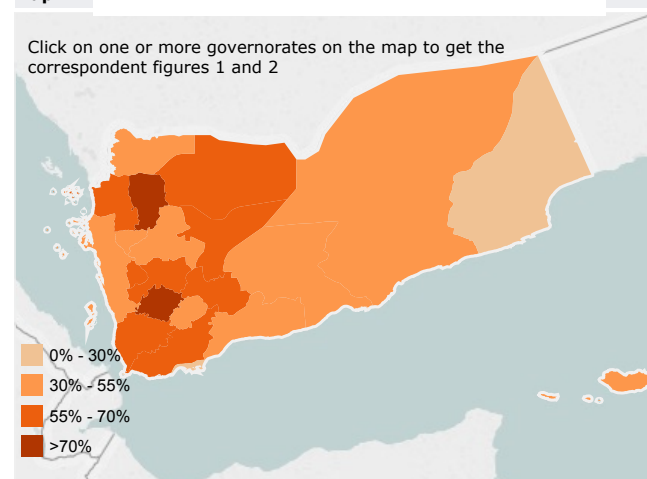 Click on one or more governorates on the map to get the
correspondent figures 1 and 2
0% - 30%
30% - 55%
55% - 70%
>70%